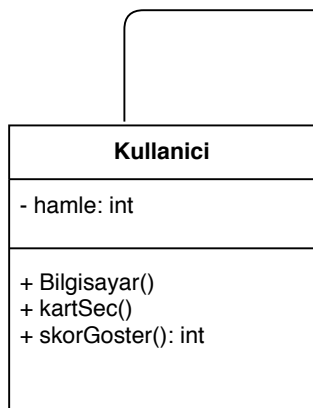 Kullanici
- hamle: int
+ Bilgisayar()
+ kartSec()
+ skorGoster(): int